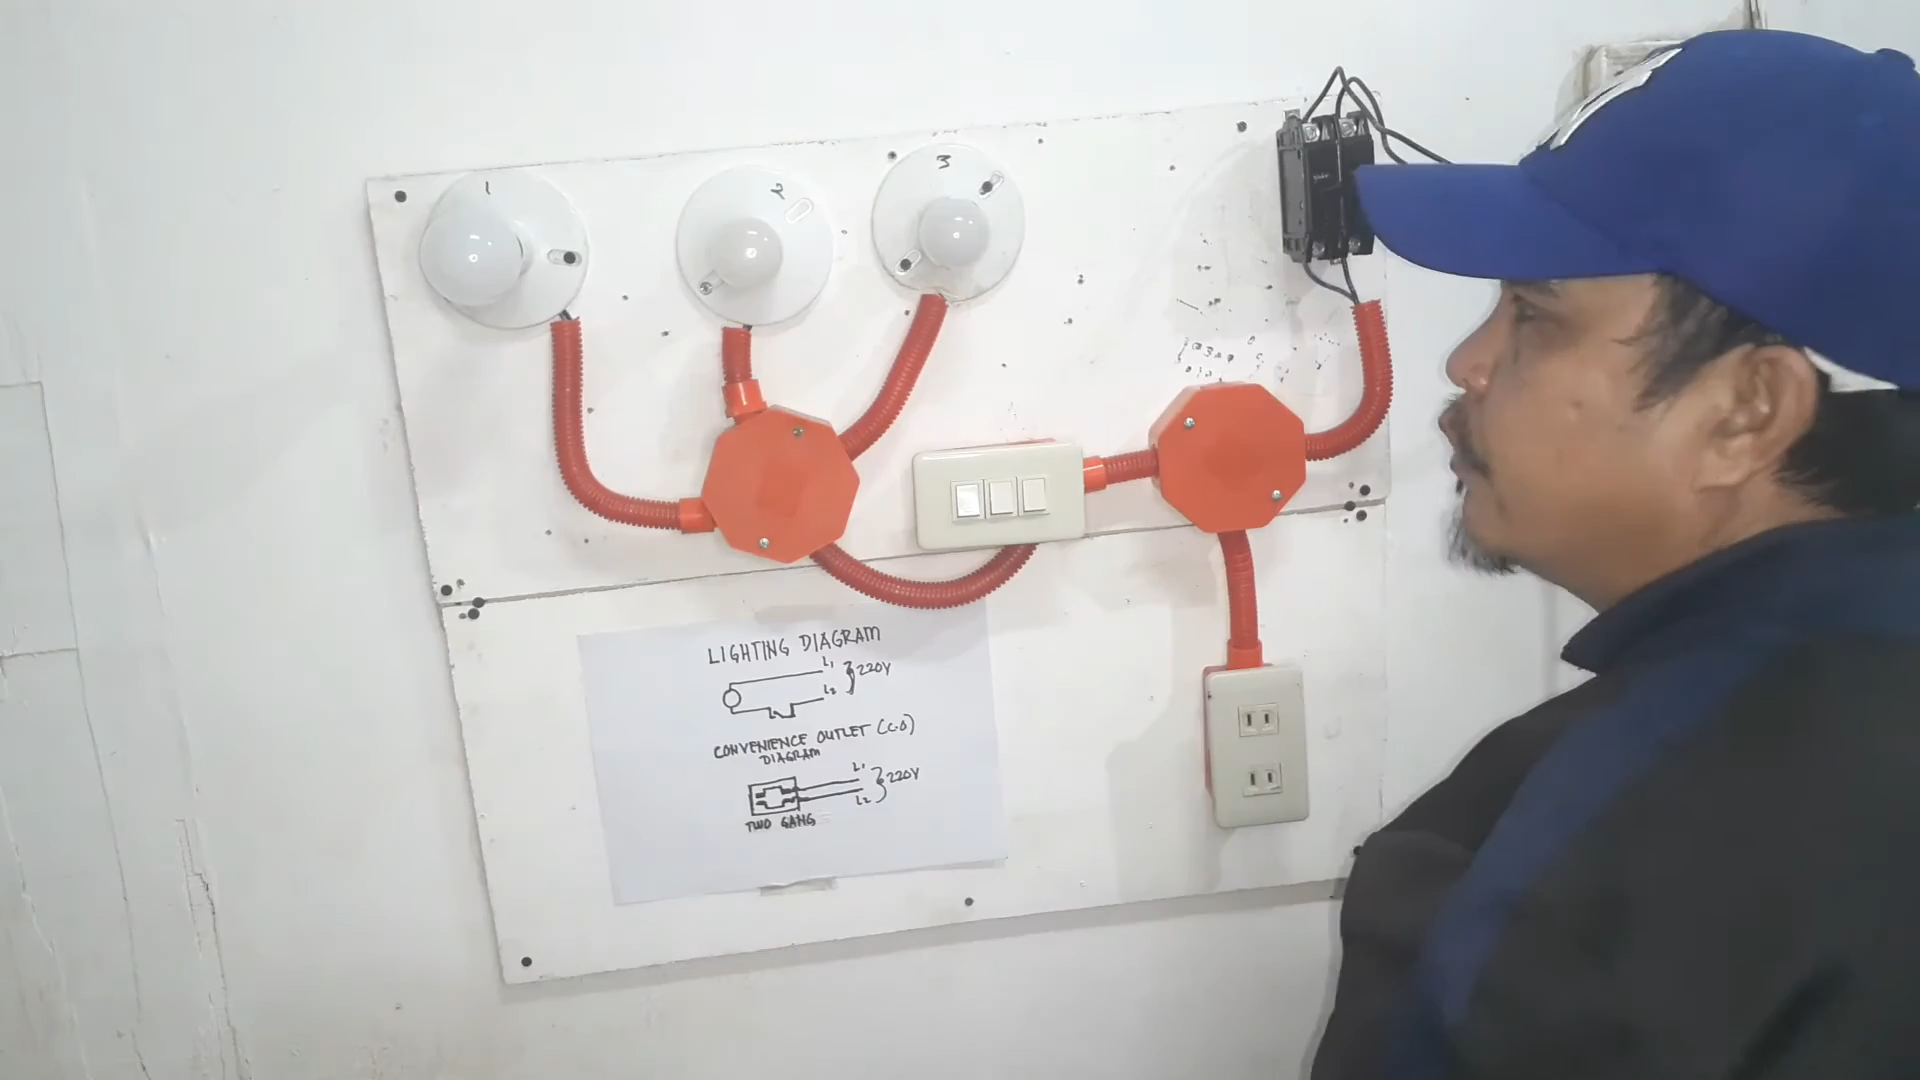 1
2
3
LIGHTING DIAGRAM
L1
220V
L2
CONVENIENCE OUTLET (C.O)
DIAGRAM
L1
220V
L2
TWO GANG